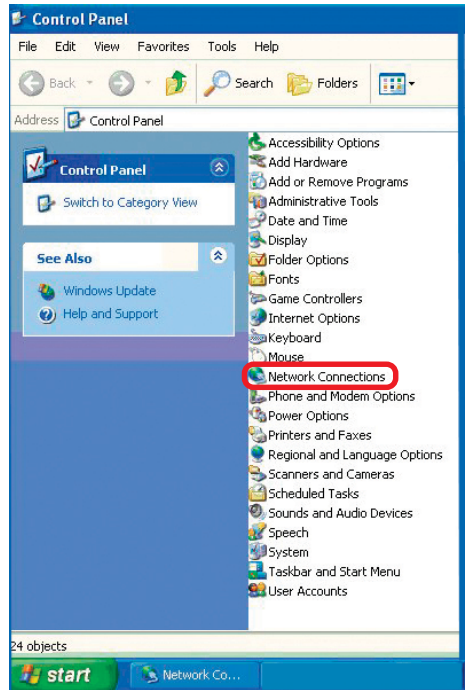 Control Panel
File Edit View Favorites Tools Help
Back Search Folders
Address Control Panel
Control Panel
Switch to Category View
See Also
Windows Update
Help and Support
Accessibility Options
Add Hardware
Add or Remove Programs
Administrative Tools
Date and Time
Display
Folder Options
Fonts
Game Controllers
Internet Options
Keyboard
Mouse
Network Connections
Phone and Modem Options
Power Options
Printers and Faxes
Regional and Language Options
Scanners and Cameras
Scheduled Tasks
Sounds and Audio Devices
Speech
System
Taskbar and Start Menu
User Accounts
24 objects
start Network Co...